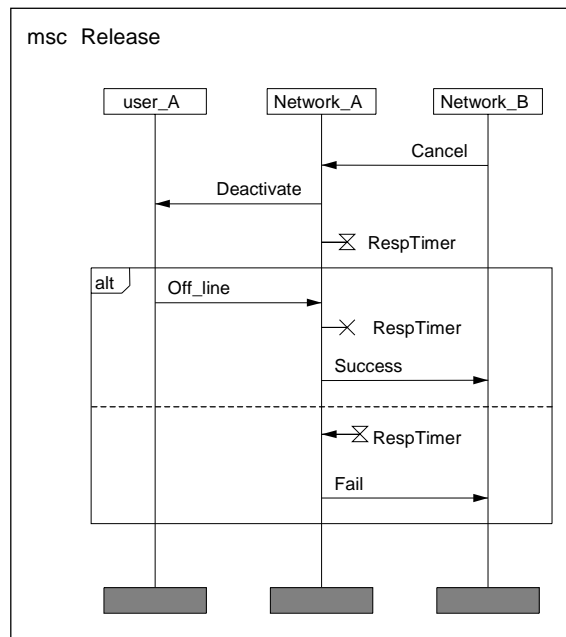 msc Release
user_A
Network_A
Network_B
Cancel
Deactivate
RespTimer
alt
Off_line
RespTimer
Success
RespTimer
Fail